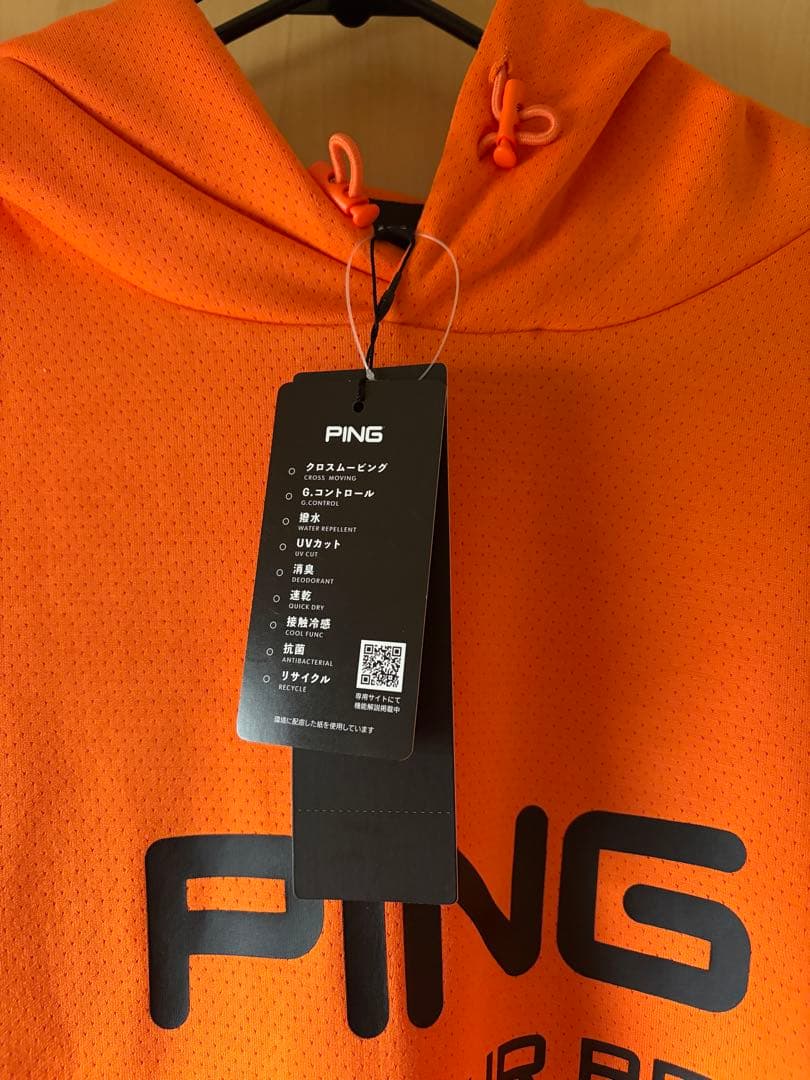 PING
クロスムービング
CROSS MOVING
G.コントロール
G.CONTROL
撥水
WATER REPELLENT
UVカット
UV CUT
消臭
DEODORANT
速乾
QUICK DRY
接触冷感
COOL FUNC
抗菌
ANTIBACTERIAL
リサイクル
RECYCLE
専用サイトにて
機能解説掲載中
環境に配慮した紙を使用しています
PING